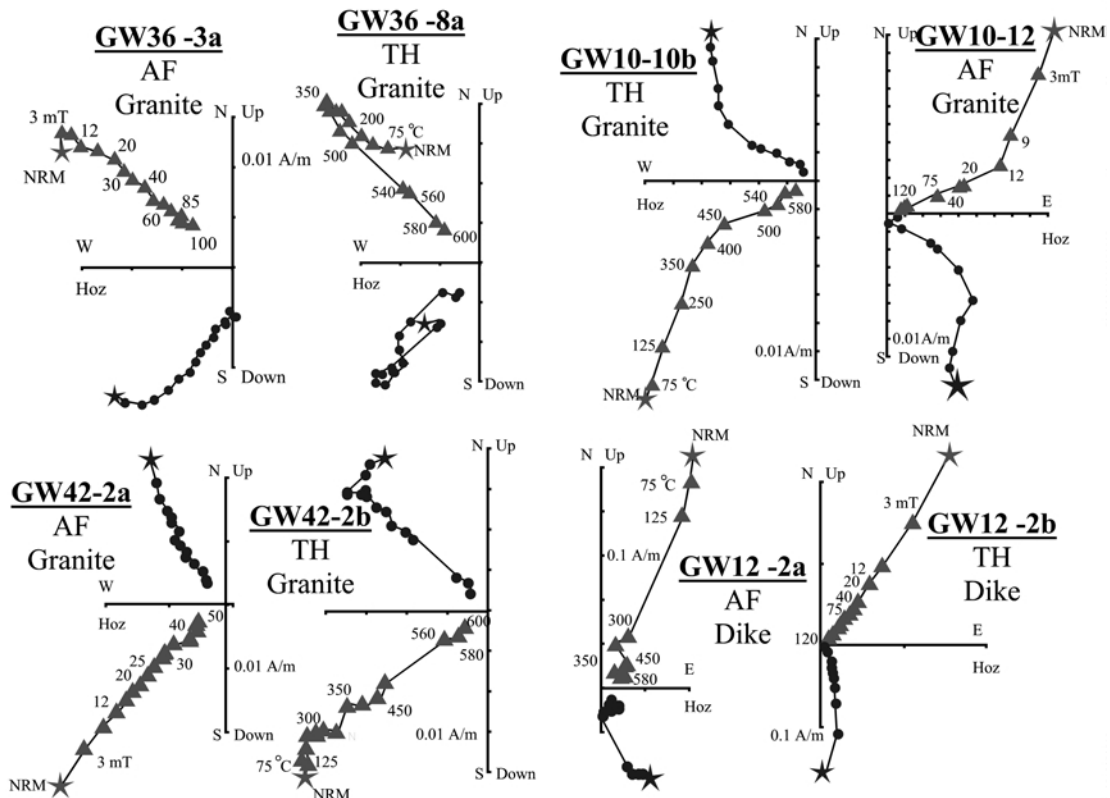 GW36 -3a
AF
Granite
N
Up
3 mT
12
20
30
40
60
85
100
NRM
0.01 A/m
W
Hoz
S
Down
GW36 -8a
TH
Granite
N
Up
350
200
75 °C
NRM
500
540
560
580
600
W
Hoz
S
Down
GW10-10b
TH
Granite
N
Up
W
Hoz
540
580
500
450
400
350
250
125
75 °C
NRM
0.01A/m
S
Down
GW10-12
AF
Granite
N
Up
NRM
3mT
9
12
20
40
75
120
E
Hoz
0.01A/m
S
Down
GW42-2a
AF
Granite
N
Up
W
Hoz
50
40
30
25
20
12
3 mT
NRM
0.01 A/m
S
Down
GW42-2b
TH
Granite
N
Up
600
580
560
450
350
300
125
75 °C
NRM
0.01 A/m
S
Down
GW12 -2a
AF
Dike
N
Up
NRM
75 °C
125
0.1 A/m
300
350
450
580
E
Hoz
GW12 -2b
TH
Dike
N
Up
NRM
3 mT
12
20
40
75
120
E
Hoz
0.1 A/m